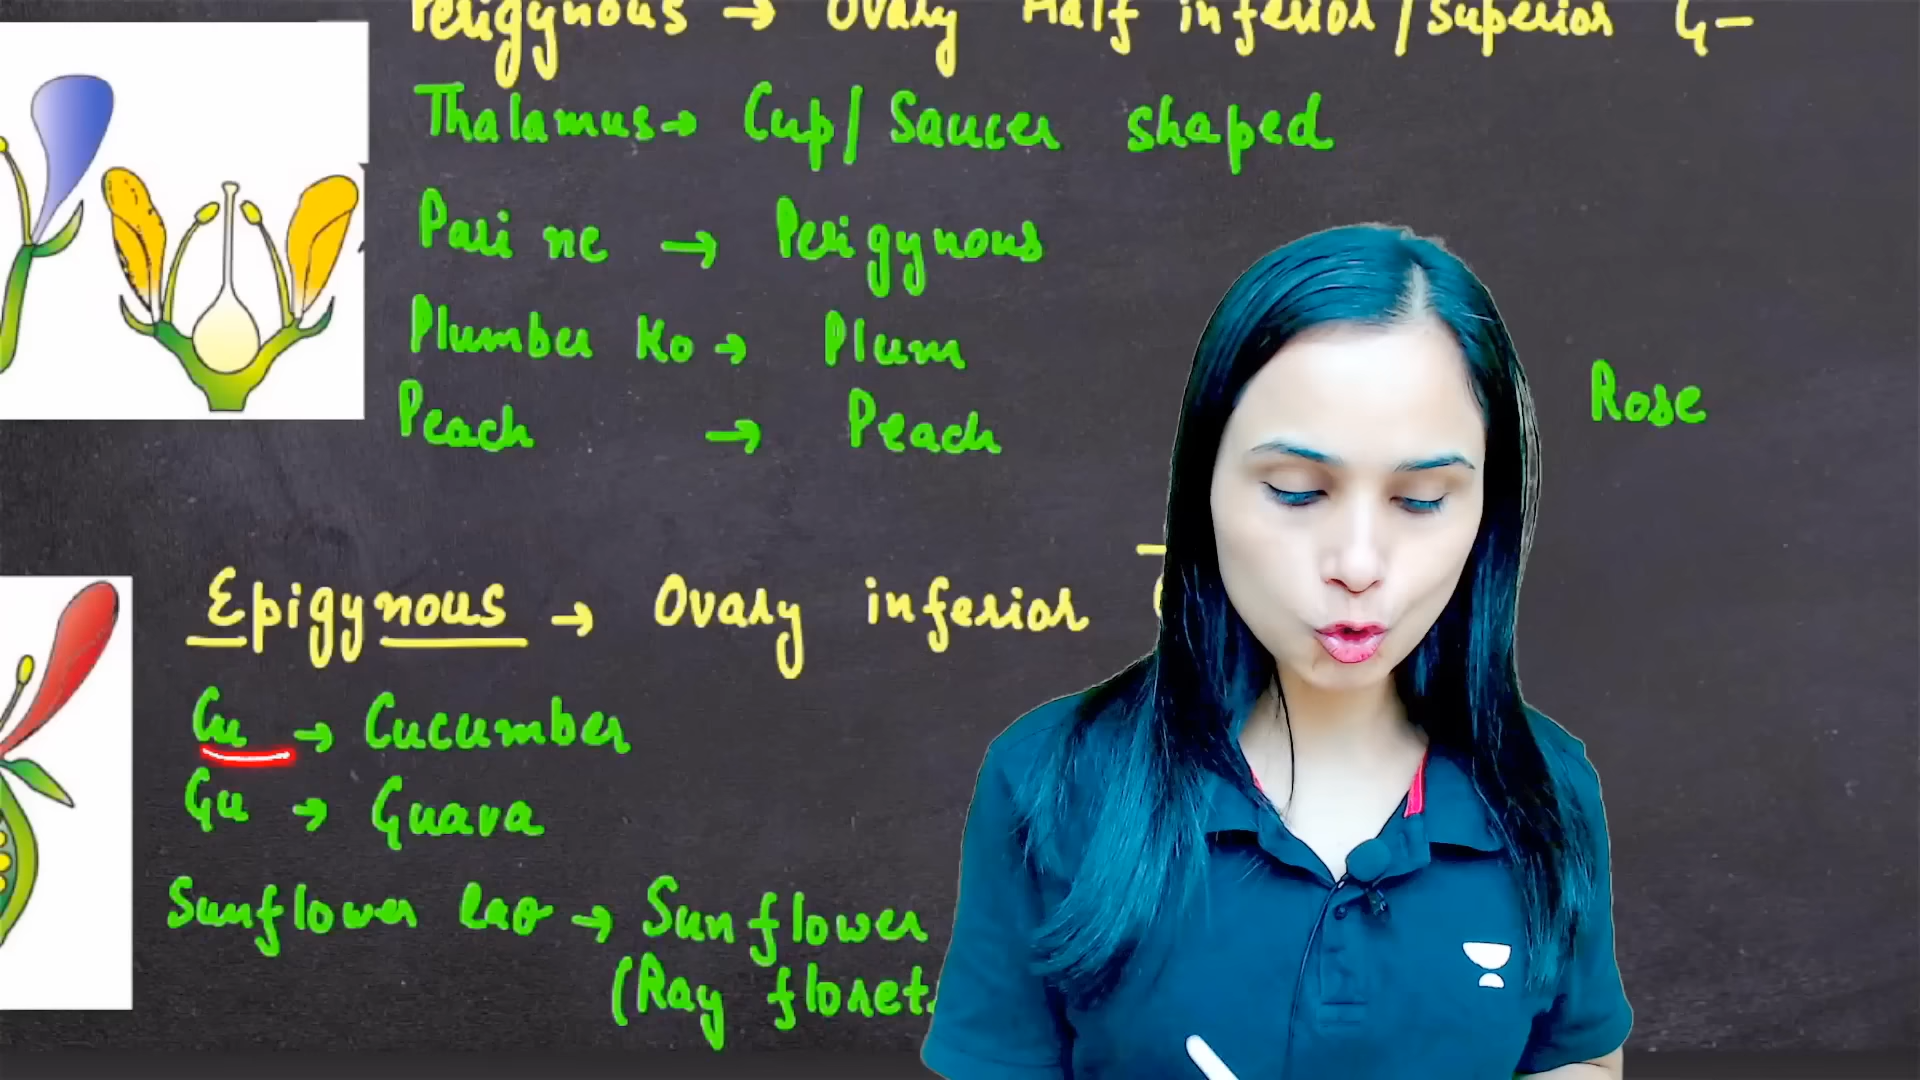 Perigynous → Ovary Half inferior/superior G-
Thalamus → Cup/Saucer shaped
Pari ne → Perigynous
Plumber Ko → Plum
Rose
Peach → Peach
Epigynous → Ovary inferior
Cu → Cucumber
Gu → Guava
Sunflower lao → Sunflower
(Ray floret